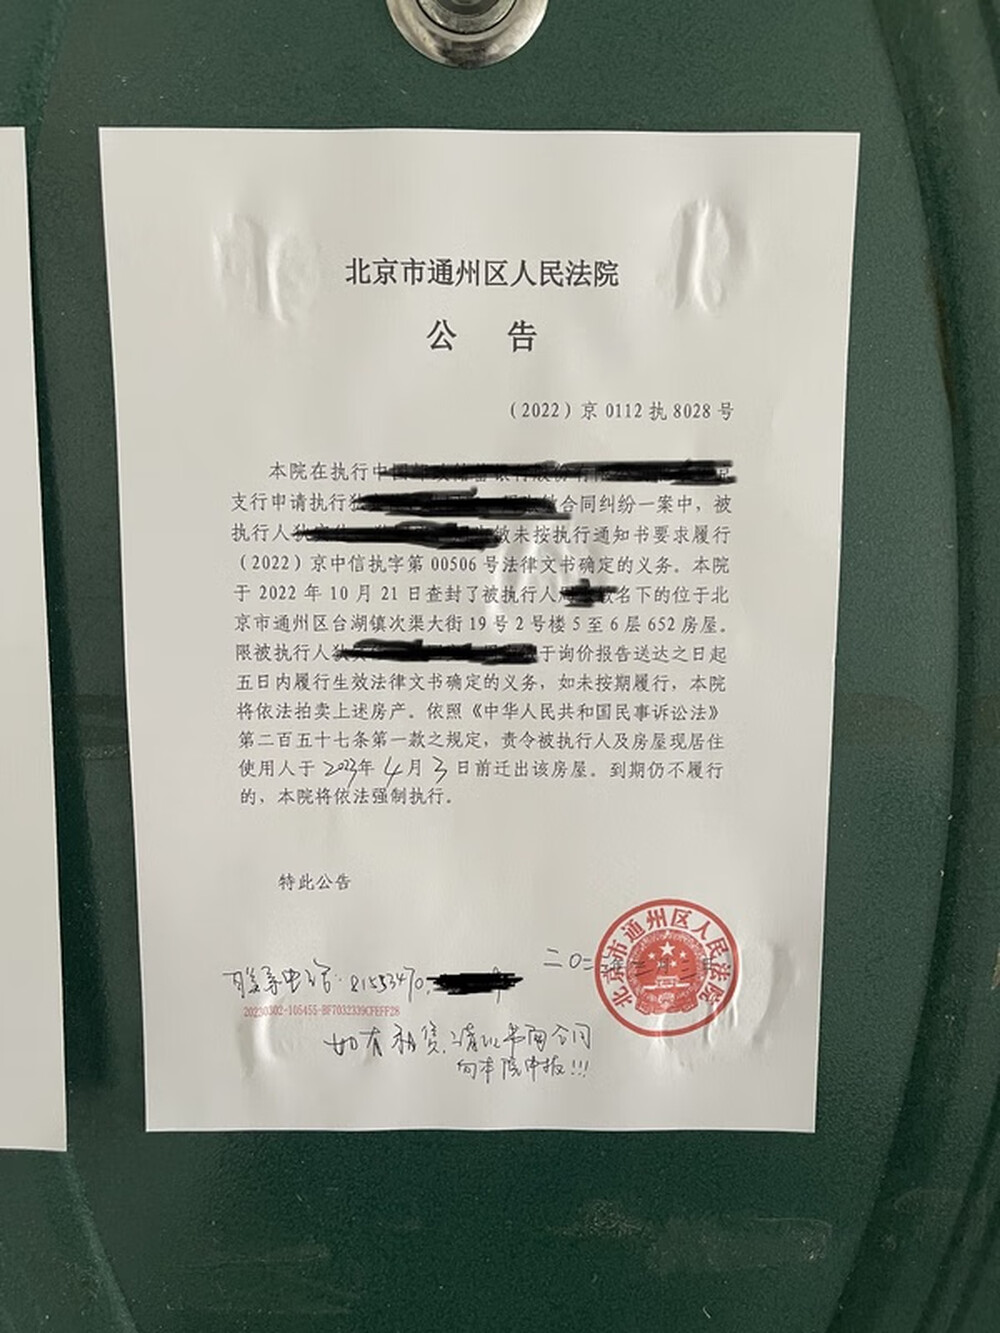 北京市通州区人民法院
公 告
（2022）京 0112 执 8028 号
本院在执行中
支行申请执行 合同纠纷一案中，被
执行人 未按执行通知书要求履行
（2022）京中信执字第 00506 号法律文书确定的义务。本院
于 2022 年 10 月 21 日查封了被执行人 名下的位于北
京市通州区台湖镇次渠大街 19 号 2 号楼 5 至 6 层 652 房屋。
限被执行人 于询价报告送达之日起
五日内履行生效法律文书确定的义务，如未按期履行，本院
将依法拍卖上述房产。依照《中华人民共和国民事诉讼法》
第二百五十七条第一款之规定，责令被执行人及房屋现居住
使用人于 2023年 4 月 3 日前迁出该房屋。到期仍不履行
的，本院将依法强制执行。
特此公告
二〇二
北京市通州区人民法院
联系电话：81553470，
20230302-105455-BF7032339CFEFF28
如有租赁，请以书面合同
向本院申报!!!